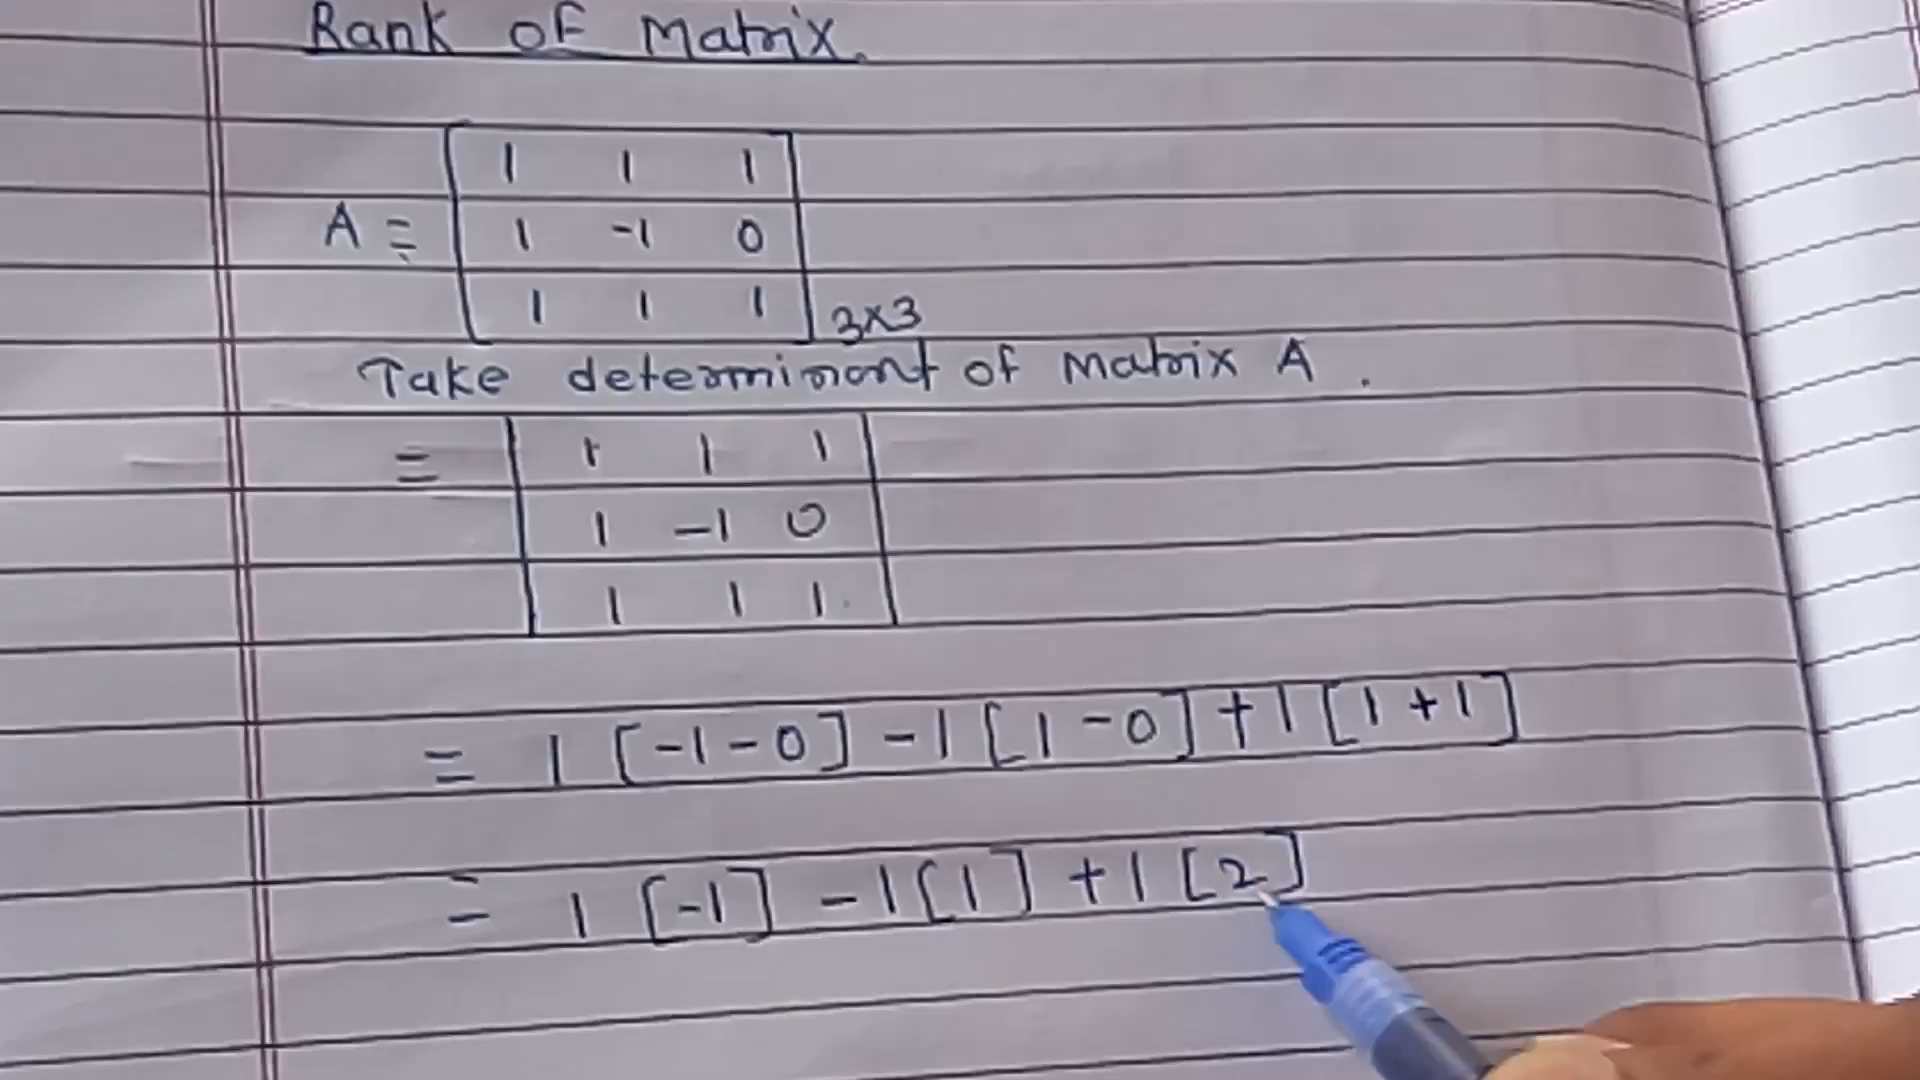 Rank of Matrix.
A = [ 1 1 1
1 -1 0
1 1 1 ] 3×3
Take determinant of Matrix A.
= | 1 1 1 |
| 1 -1 0 |
| 1 1 1 |
= 1 [-1-0] -1 [1-0] +1 [1+1]
= 1 [-1] -1 [1] +1 [2]